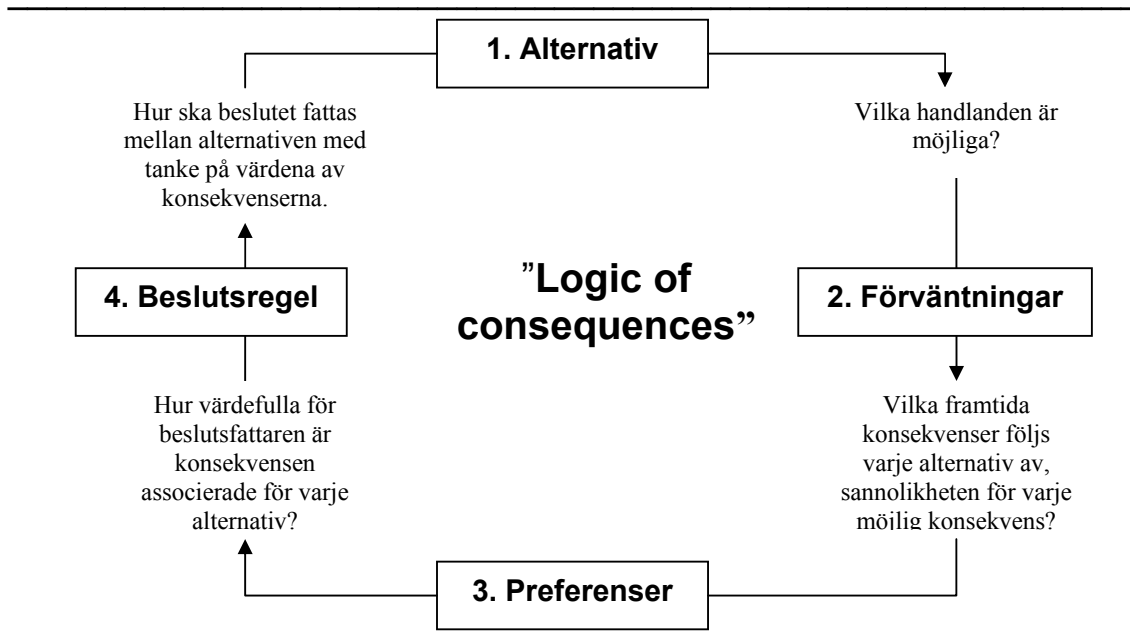 1. Alternativ
Vilka handlanden är
möjliga?
2. Förväntningar
Vilka framtida
konsekvenser följs
varje alternativ av,
sannolikheten för varje
möjlig konsekvens?
3. Preferenser
Hur värdefulla för
beslutsfattaren är
konsekvensen
associerade för varje
alternativ?
4. Beslutsregel
Hur ska beslutet fattas
mellan alternativen med
tanke på värdena av
konsekvenserna.
”Logic of
consequences”